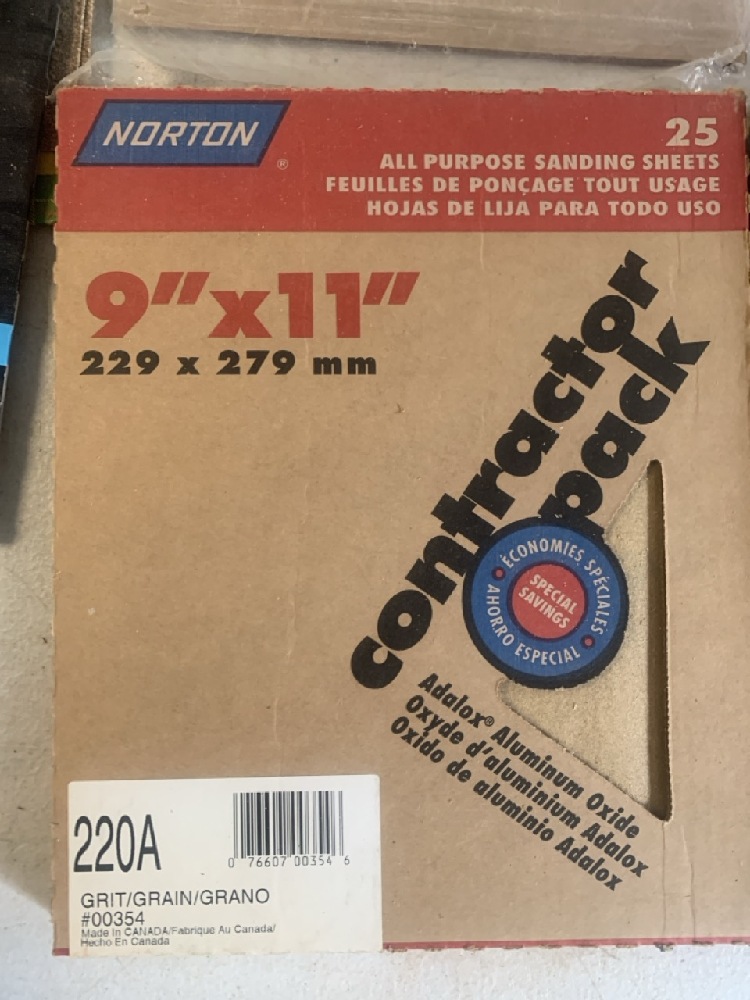 NORTON
®
25
ALL PURPOSE SANDING SHEETS
FEUILLES DE PONÇAGE TOUT USAGE
HOJAS DE LIJA PARA TODO USO
9"x11"
229 x 279 mm
contractor
pack
ÉCONOMIES SPÉCIALES
SPECIAL
SAVINGS
AHORRO ESPECIAL
Adalox® Aluminum Oxide
Oxyde d'aluminium Adalox
Oxido de aluminio Adalox
220A
0 76607 00354 6
GRIT/GRAIN/GRANO
#00354
Made In CANADA/Fabrique Au Canada/
Hecho En Canada